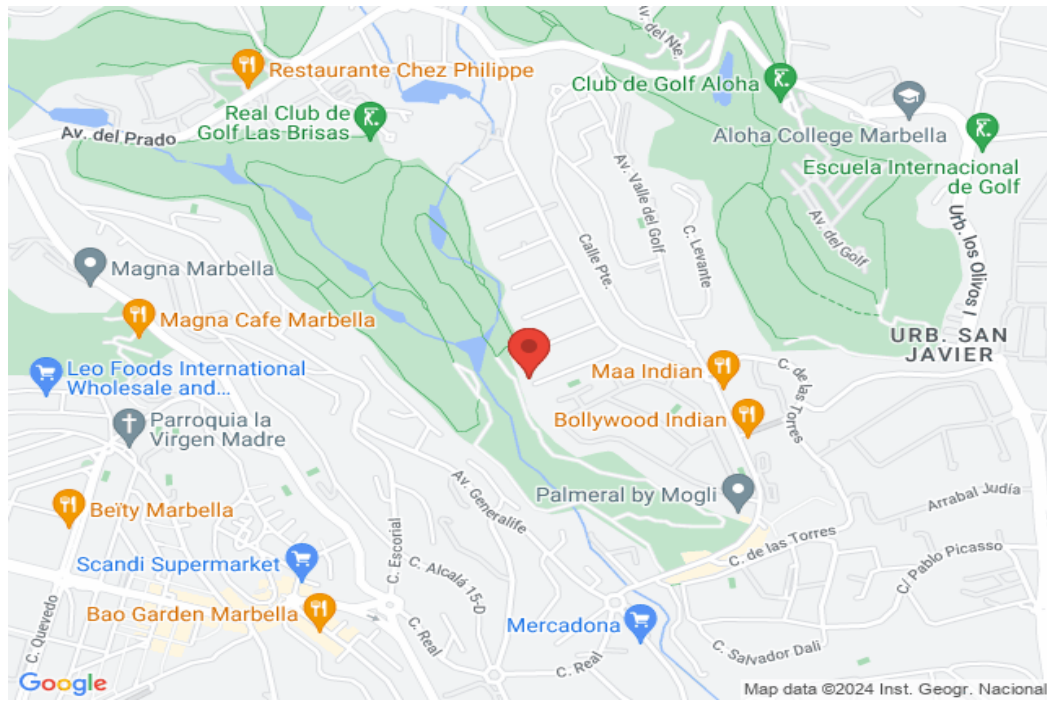 Av. del Nte.
Restaurante Chez Philippe
Club de Golf Aloha
Real Club de
Golf Las Brisas
Av. del Prado
Aloha College Marbella
Escuela Internacional
de Golf
Av. Valle del Golf
C. Levante
Calle Pte.
Av. del Golf
Urb. los Olivos I
Magna Marbella
Magna Cafe Marbella
URB. SAN
JAVIER
Leo Foods International
Wholesale and...
Maa Indian
C. de las Torres
Parroquia la
Virgen Madre
Bollywood Indian
Av. Generalife
Palmeral by Mogli
Arrabal Judía
Beïty Marbella
C. Escorial
C. de las Torres
Scandi Supermarket
C. Alcalá 15-D
C/ Pablo Picasso
Bao Garden Marbella
C. Quevedo
C. Real
Mercadona
C. Real
C. Salvador Dali
Google
Map data ©2024 Inst. Geogr. Nacional